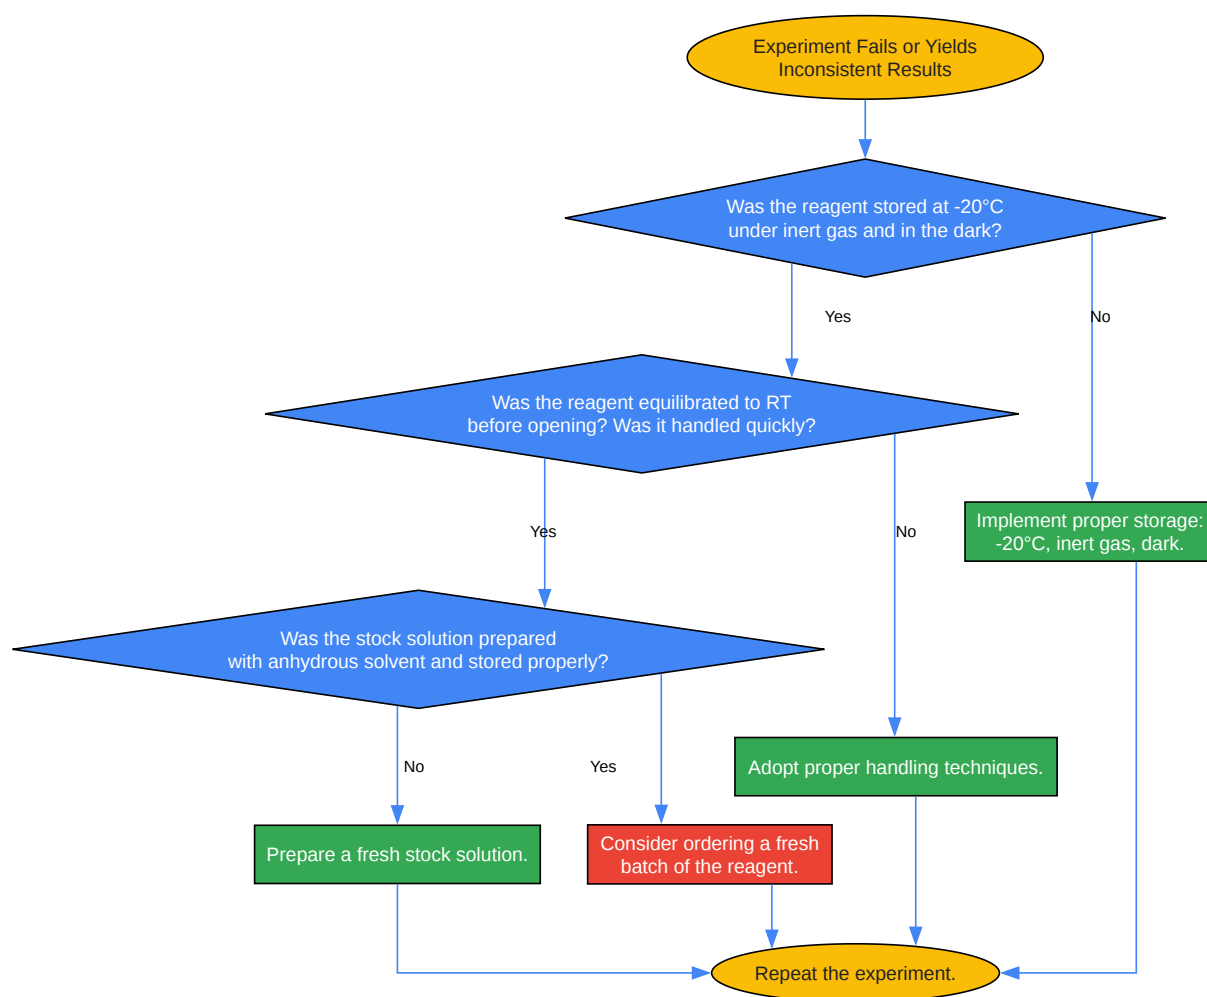 Experiment Fails or Yields
Inconsistent Results
Was the reagent stored at -20°C
under inert gas and in the dark?
Yes
No
Was the reagent equilibrated to RT
before opening? Was it handled quickly?
Implement proper storage:
-20°C, inert gas, dark.
Yes
No
Was the stock solution prepared
with anhydrous solvent and stored properly?
No
Yes
Adopt proper handling techniques.
Prepare a fresh stock solution.
Consider ordering a fresh
batch of the reagent.
Repeat the experiment.